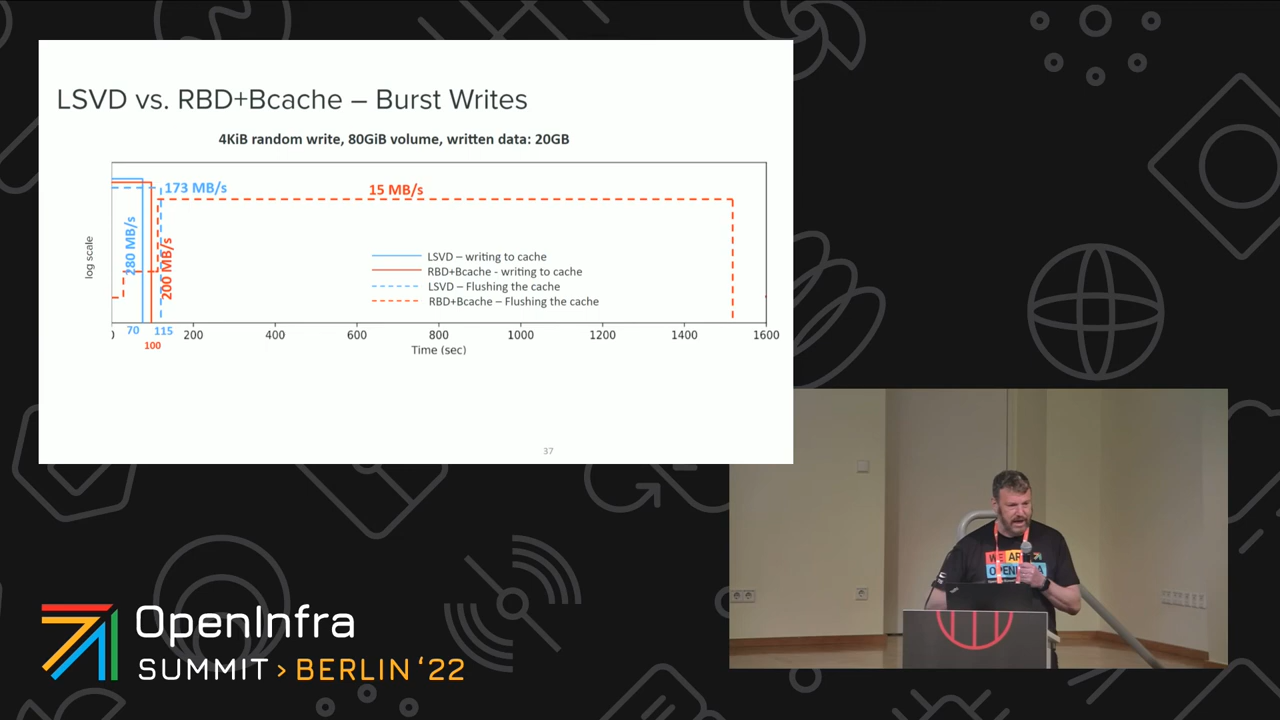 LSVD vs. RBD+Bcache – Burst Writes
4KiB random write, 80GiB volume, written data: 20GB
173 MB/s
15 MB/s
280 MB/s
200 MB/s
log scale
LSVD – writing to cache
RBD+Bcache - writing to cache
LSVD – Flushing the cache
RBD+Bcache – Flushing the cache
70
115
100
200
400
600
800
1000
1200
1400
1600
Time (sec)
37
WE ARE
OPENINFRA
OpenInfra
SUMMIT > BERLIN ‘22